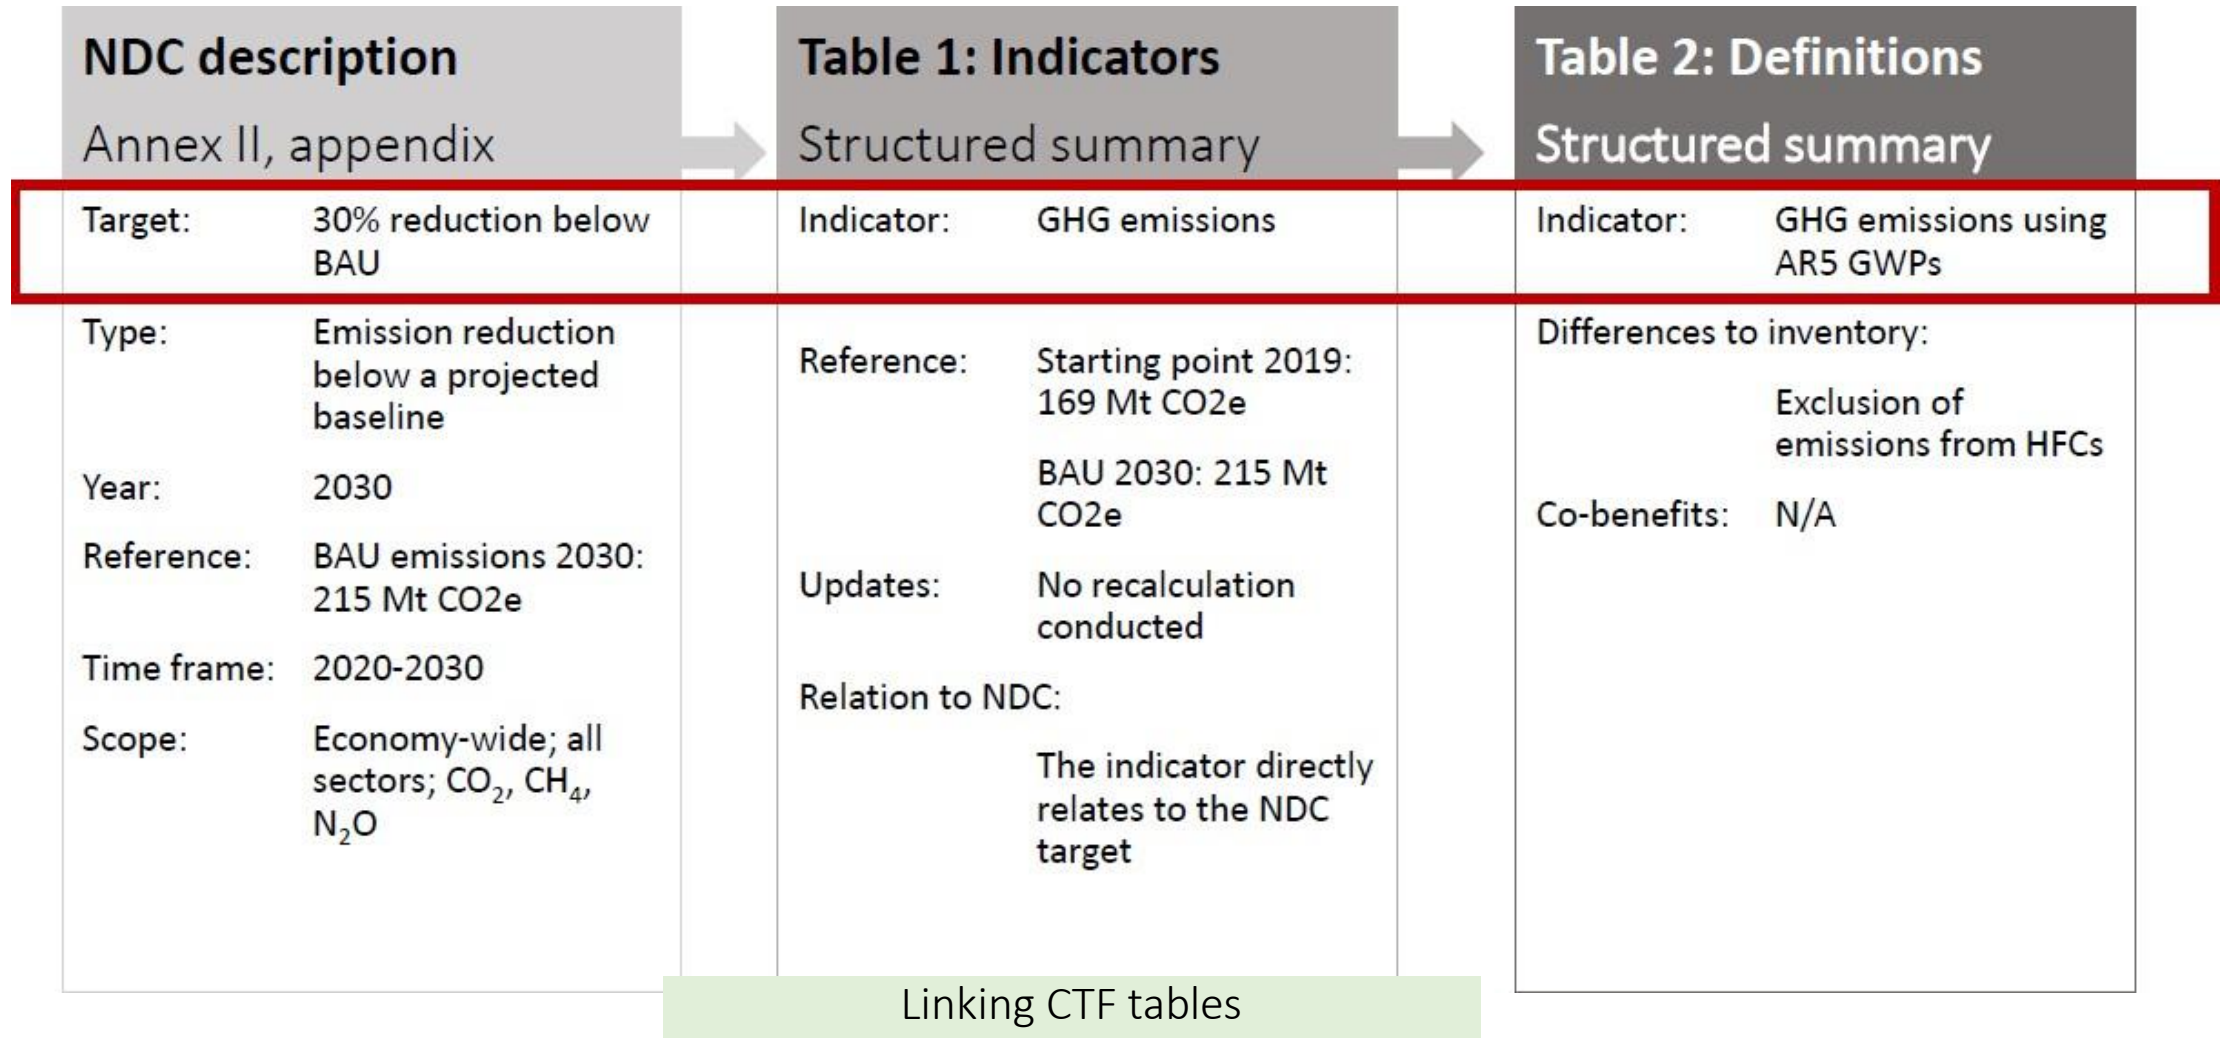 NDC description
Annex II, appendix
Target: 30% reduction below
BAU
Type: Emission reduction
below a projected
baseline
Year: 2030
Reference: BAU emissions 2030:
215 Mt CO2e
Time frame: 2020-2030
Scope: Economy-wide; all
sectors; CO₂, CH₄,
N₂O
Table 1: Indicators
Structured summary
Indicator: GHG emissions
Reference: Starting point 2019:
169 Mt CO2e
BAU 2030: 215 Mt
CO2e
Updates: No recalculation
conducted
Relation to NDC:
The indicator directly
relates to the NDC
target
Table 2: Definitions
Structured summary
Indicator: GHG emissions using
AR5 GWPs
Differences to inventory:
Exclusion of
emissions from HFCs
Co-benefits: N/A
Linking CTF tables